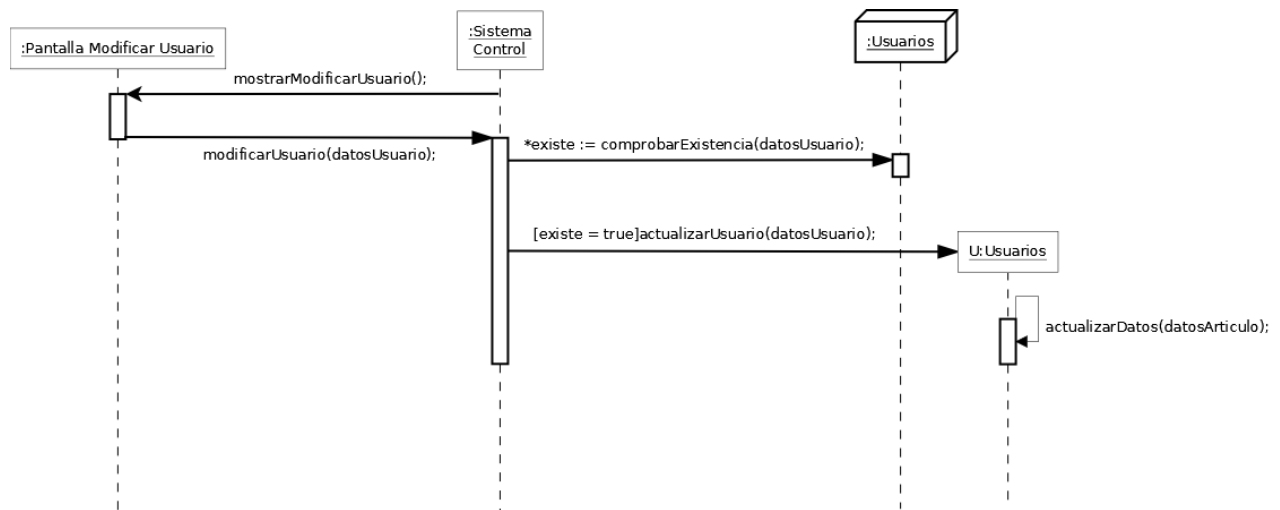 :Pantalla Modificar Usuario
:Sistema
Control
:Usuarios
mostrarModificarUsuario();
modificarUsuario(datosUsuario);
*existe := comprobarExistencia(datosUsuario);
[existe = true]actualizarUsuario(datosUsuario);
U:Usuarios
actualizarDatos(datosArticulo);